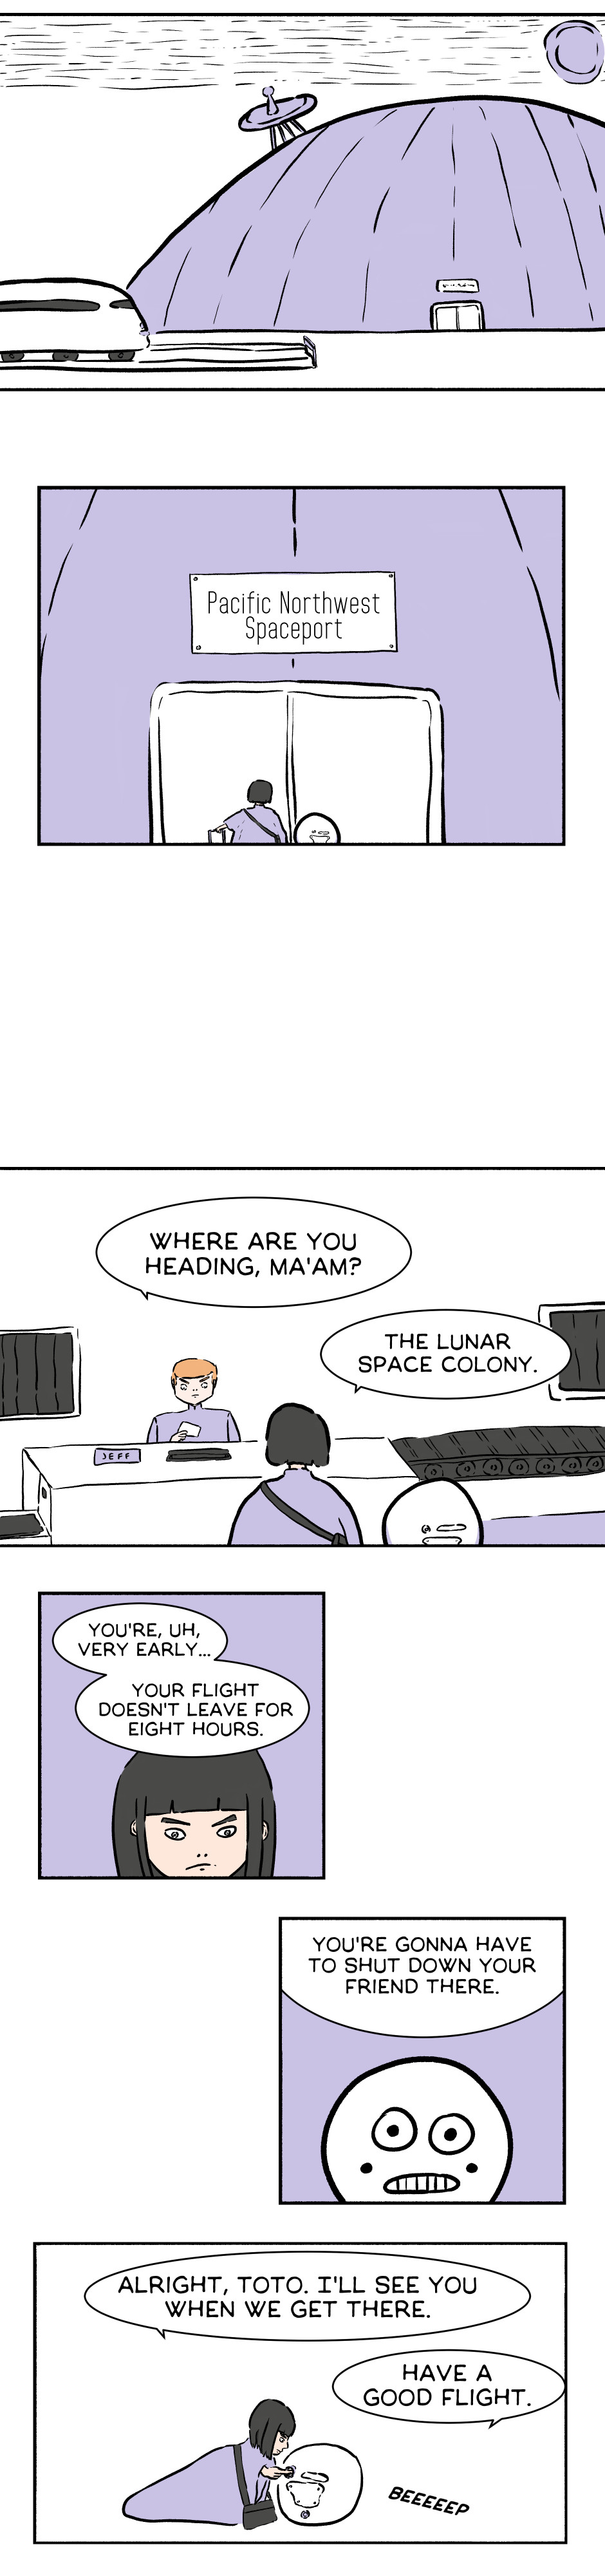 Pacific Northwest
Spaceport
WHERE ARE YOU
HEADING, MA'AM?
THE LUNAR
SPACE COLONY.
JEFF
YOU'RE, UH,
VERY EARLY...
YOUR FLIGHT
DOESN'T LEAVE FOR
EIGHT HOURS.
YOU'RE GONNA HAVE
TO SHUT DOWN YOUR
FRIEND THERE.
ALRIGHT, TOTO. I'LL SEE YOU
WHEN WE GET THERE.
HAVE A
GOOD FLIGHT.
BEEEEEP